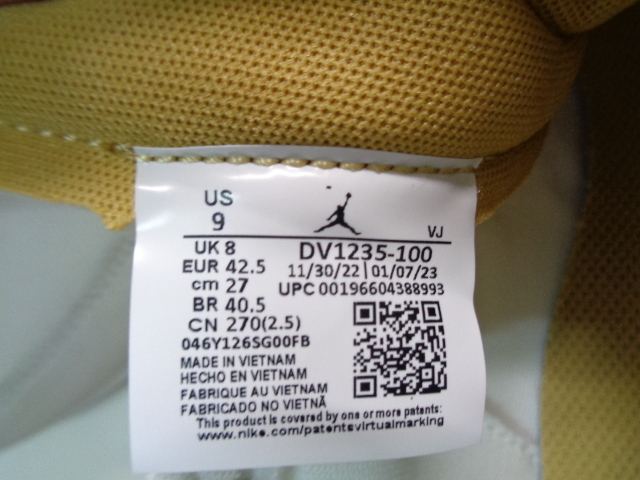 US
9
VJ
UK 8
DV1235-100
EUR 42.5
11/30/22 | 01/07/23
cm 27
UPC 00196604388993
BR 40.5
CN 270(2.5)
046Y126SG00FB
MADE IN VIETNAM
HECHO EN VIETNAM
FABRIQUE AU VIETNAM
FABRICADO NO VIETNÃ
This product is covered by one or more patents:
www.nike.com/patentsvirtualmarking